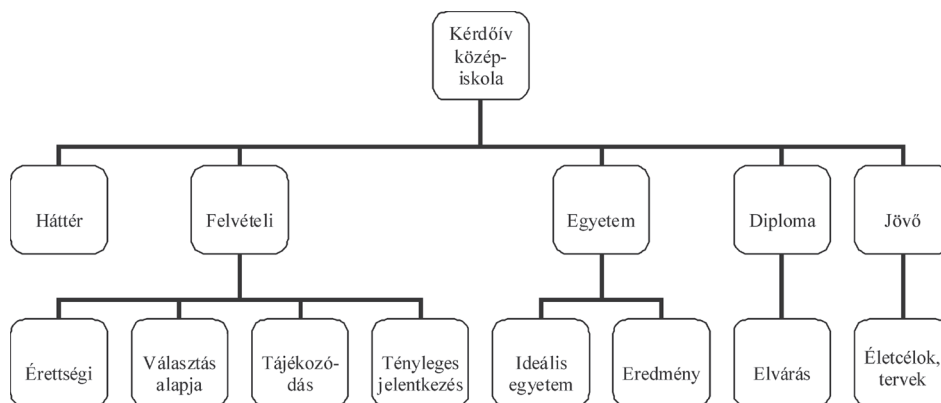 Kérdőív
közép-
iskola
Háttér
Felvételi
Egyetem
Diploma
Jövő
Érettségi
Választás
alapja
Tájékozó-
dás
Tényleges
jelentkezés
Ideális
egyetem
Eredmény
Elvárás
Életcélok,
tervek